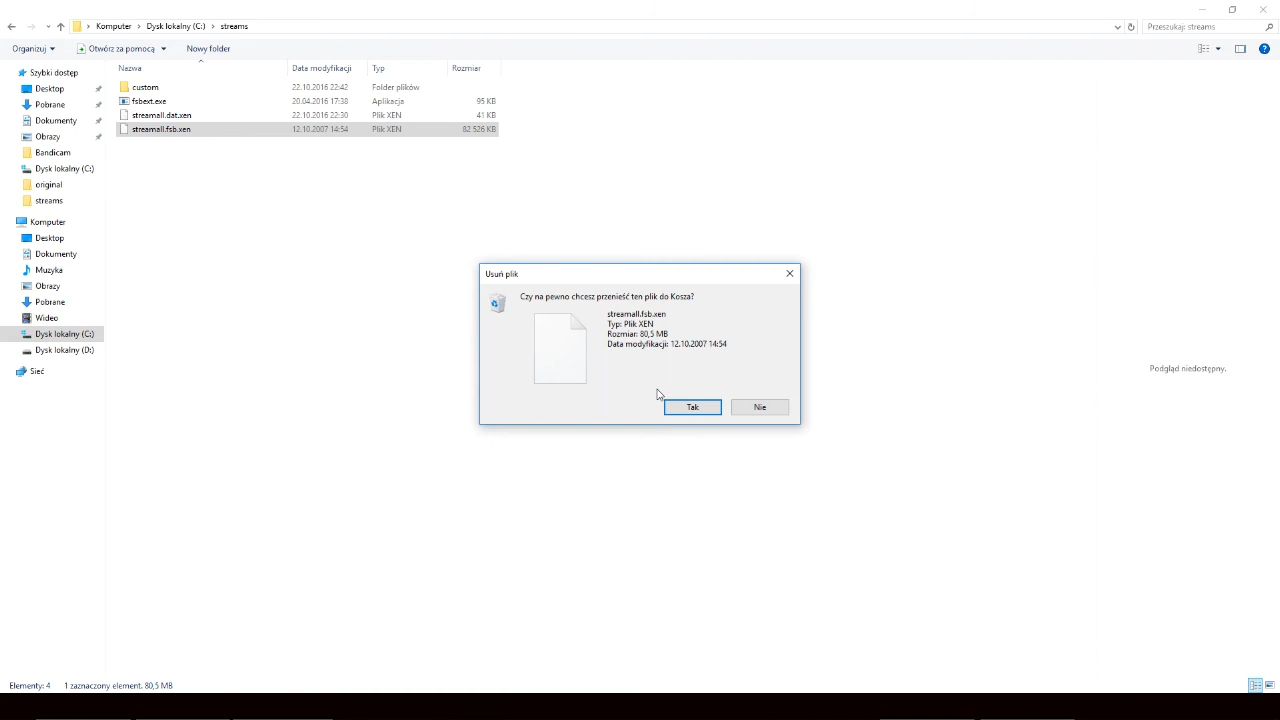 Komputer
Dysk lokalny (C:)
streams
Przeszukaj: streams
Organizuj
Otwórz za pomocą
Nowy folder
Nazwa
Data modyfikacji
Typ
Rozmiar
Szybki dostęp
Desktop
Pobrane
Dokumenty
Obrazy
Bandicam
Dysk lokalny (C:)
original
streams
Komputer
Desktop
Dokumenty
Muzyka
Obrazy
Pobrane
Wideo
Dysk lokalny (C:)
Dysk lokalny (D:)
Sieć
custom 22.10.2016 22:42 Folder plików
fsbext.exe 20.04.2016 17:38 Aplikacja 95 KB
streamall.dat.xen 22.10.2016 22:30 Plik XEN 41 KB
streamall.fsb.xen 12.10.2007 14:54 Plik XEN 82 526 KB
Usuń plik
Czy na pewno chcesz przenieść ten plik do Kosza?
streamall.fsb.xen
Typ: Plik XEN
Rozmiar: 80,5 MB
Data modyfikacji: 12.10.2007 14:54
Tak
Nie
Podgląd niedostępny.
Elementy: 4
1 zaznaczony element. 80,5 MB